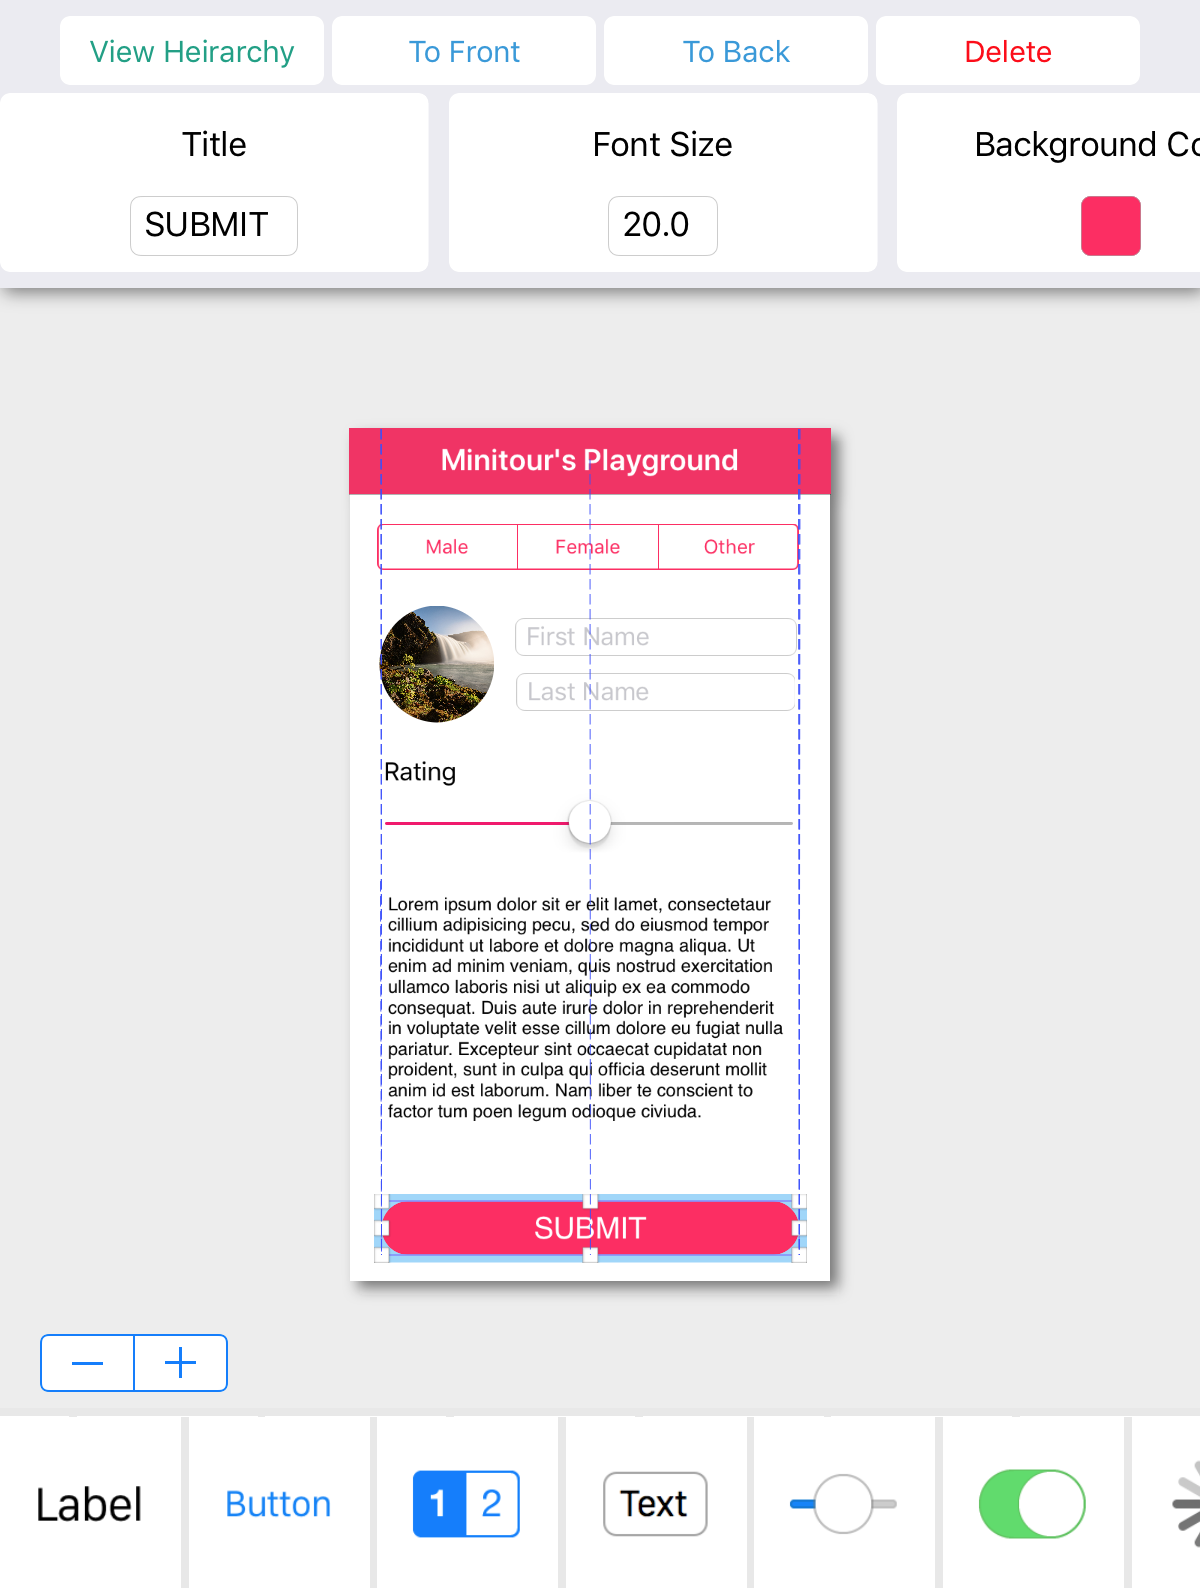 View Heirarchy
To Front
To Back
Delete
Title
Font Size
Background Co
SUBMIT
20.0
Minitour's Playground
Male
Female
Other
First Name
Last Name
Rating
Lorem ipsum dolor sit er elit lamet, consectetaur
cillium adipisicing pecu, sed do eiusmod tempor
incididunt ut labore et dolore magna aliqua. Ut
enim ad minim veniam, quis nostrud exercitation
ullamco laboris nisi ut aliquip ex ea commodo
consequat. Duis aute irure dolor in reprehenderit
in voluptate velit esse cillum dolore eu fugiat nulla
pariatur. Excepteur sint occaecat cupidatat non
proident, sunt in culpa qui officia deserunt mollit
anim id est laborum. Nam liber te conscient to
factor tum poen legum odioque civiuda.
SUBMIT
Label
Button
1 2
Text